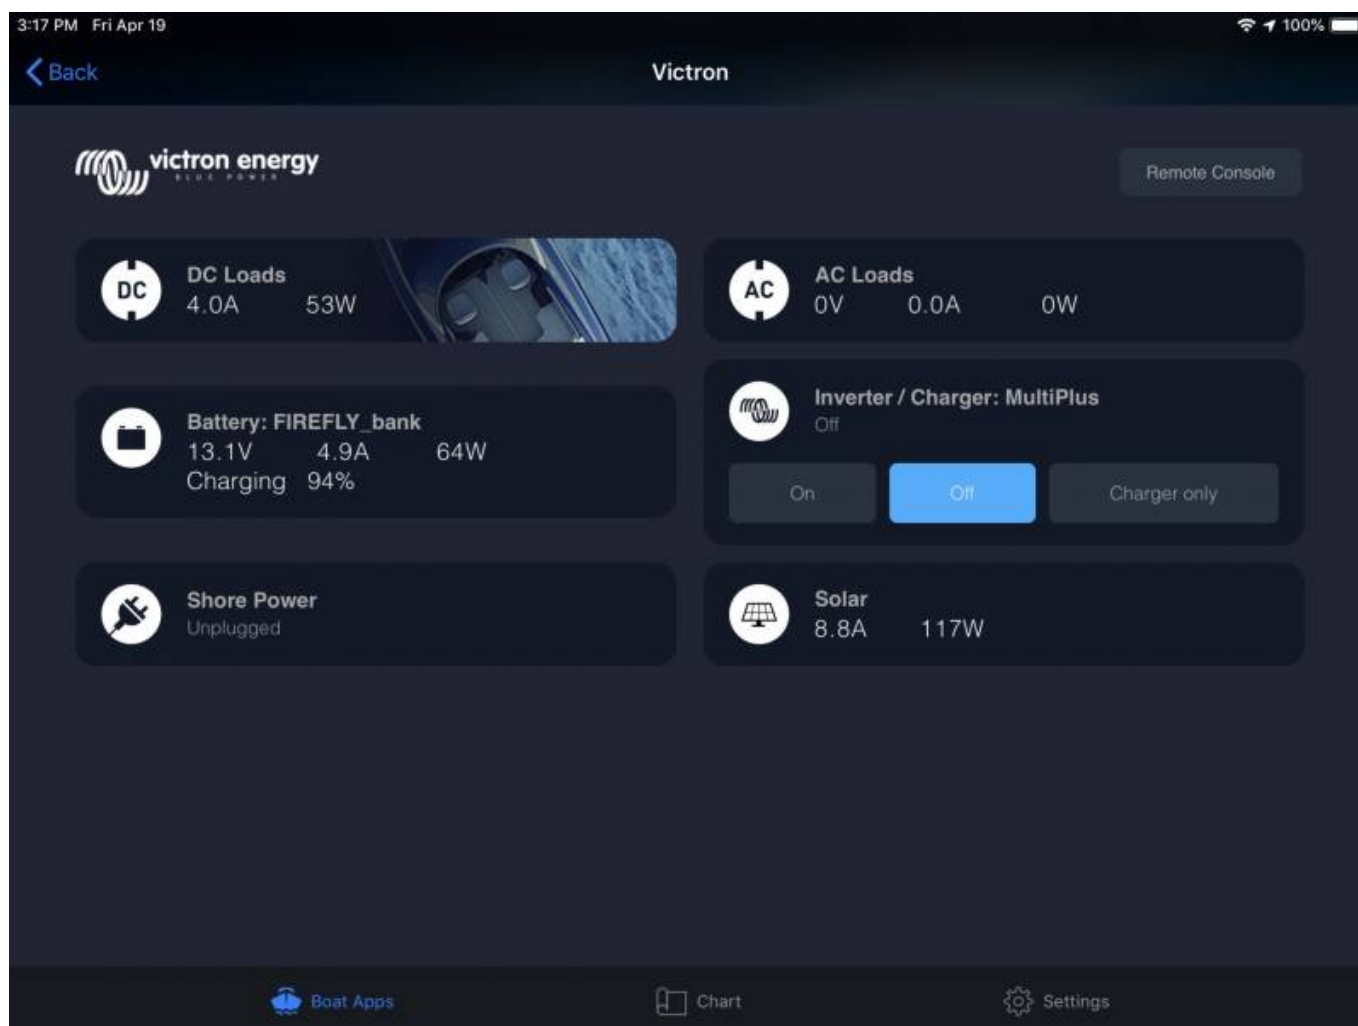 3:17 PM Fri Apr 19
100%
Back
Victron
victron energy
BLUE POWER
Remote Console
DC
DC Loads
4.0A 53W
AC
AC Loads
0V 0.0A 0W
Battery: FIREFLY_bank
13.1V 4.9A 64W
Charging 94%
Inverter / Charger: MultiPlus
Off
On
Off
Charger only
Shore Power
Unplugged
Solar
8.8A 117W
Boat Apps
Chart
Settings